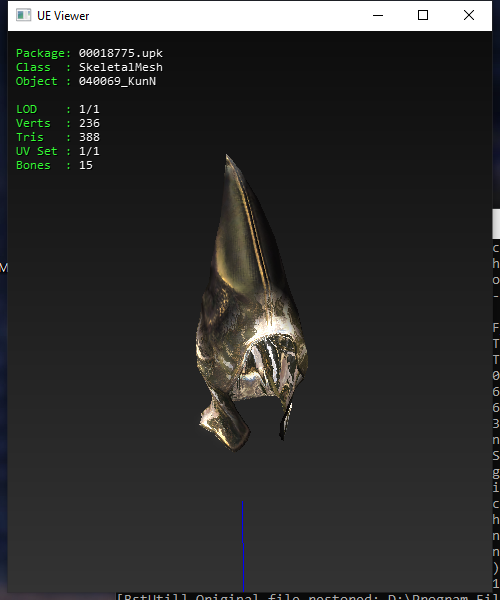 UE Viewer
Package: 00018775.upk
Class : SkeletalMesh
Object : 040069_KunN
LOD : 1/1
Verts : 236
Tris : 388
UV Set : 1/1
Bones : 15
M
c
h
o
-
F
T
T
0
6
6
3
n
S
g
i
c
h
n
n
)
1
[BstUtil] Original file restored: D:\Program Fil